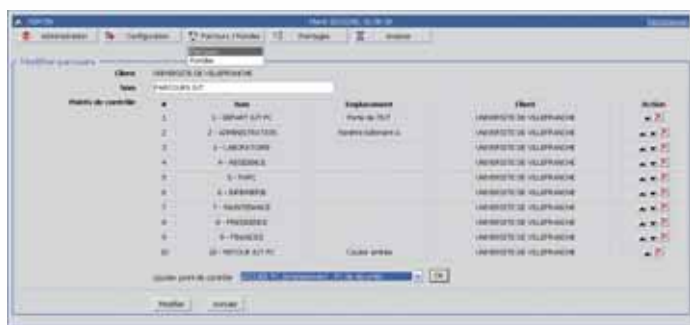 Administration Configuration Parcours / Rondes Pointages Analyse
Parcours
Rondes
Modifier parcours
Client UNIVERSITE DE VILLEFRANCHE
Nom PARCOURS IUT
Points de contrôle # Nom Emplacement Client Action
1 1 - DEPART IUT PC Porte de l'IUT UNIVERSITE DE VILLEFRANCHE
2 2 - ADMINISTRATION Fenêtre bâtiment A UNIVERSITE DE VILLEFRANCHE
3 3 - LABORATOIRE UNIVERSITE DE VILLEFRANCHE
4 4 - RESIDENCE UNIVERSITE DE VILLEFRANCHE
5 5 - PARC UNIVERSITE DE VILLEFRANCHE
6 6 - INFIRMERIE UNIVERSITE DE VILLEFRANCHE
7 7 - MAINTENANCE UNIVERSITE DE VILLEFRANCHE
8 8 - PRESIDENCE UNIVERSITE DE VILLEFRANCHE
9 9 - FINANCES UNIVERSITE DE VILLEFRANCHE
10 10 - RETOUR IUT PC Couloir entrée UNIVERSITE DE VILLEFRANCHE
Ajouter point de contrôle OK
Modifier Annuler